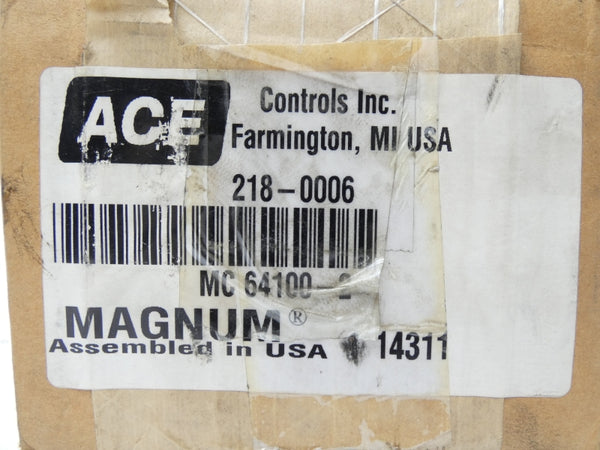 ACE
Controls Inc.
Farmington, MI USA
218-0006
MC 64100-2
MAGNUM®
Assembled in USA 14311